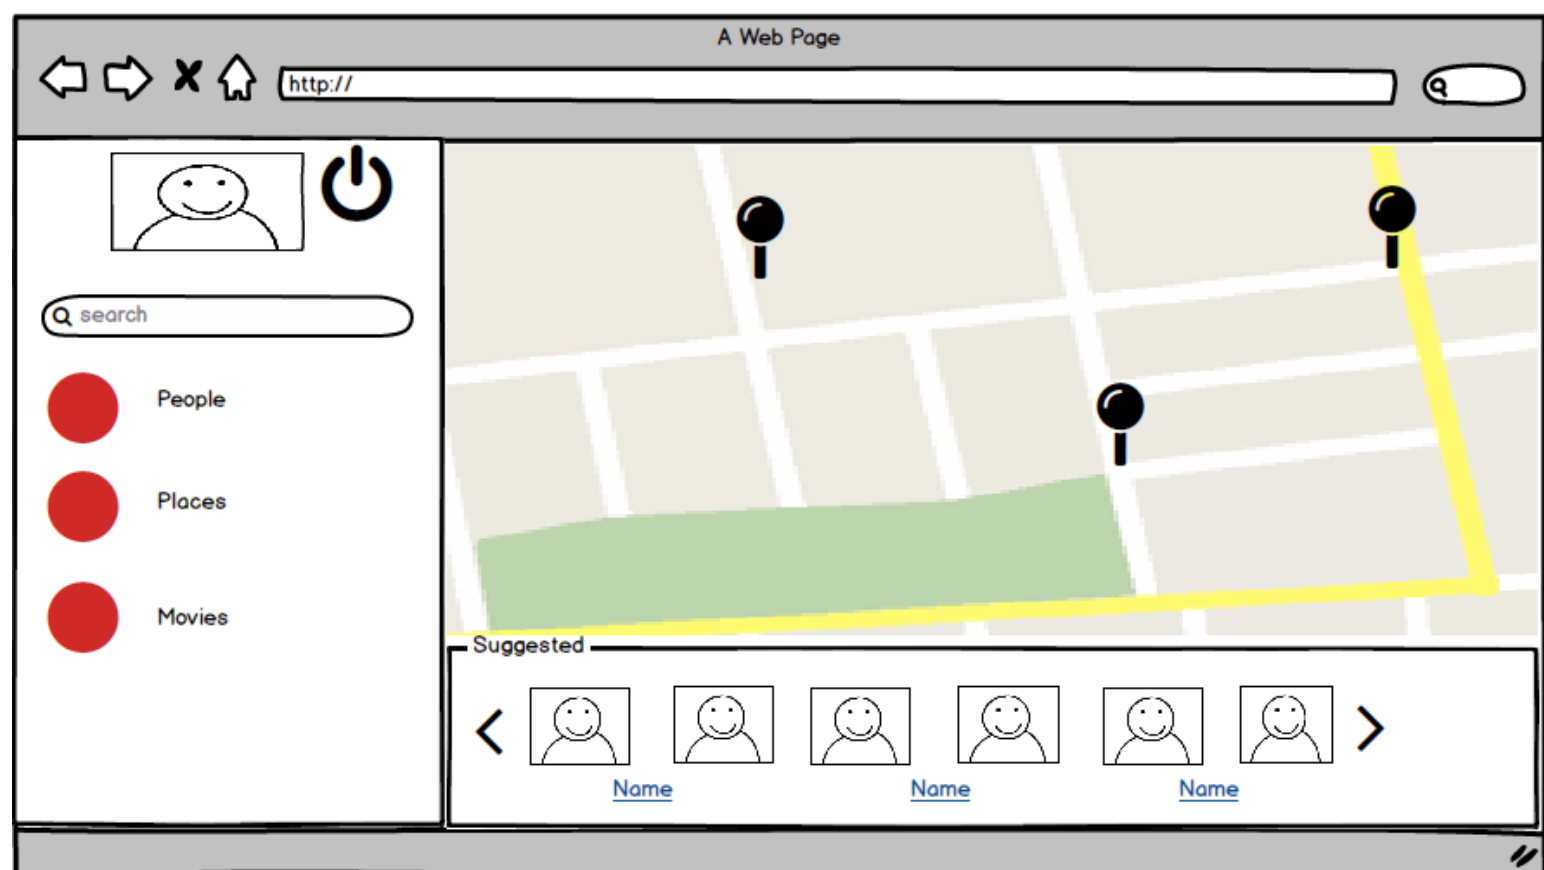 A Web Page
http://
search
People
Places
Movies
Suggested
Name Name Name